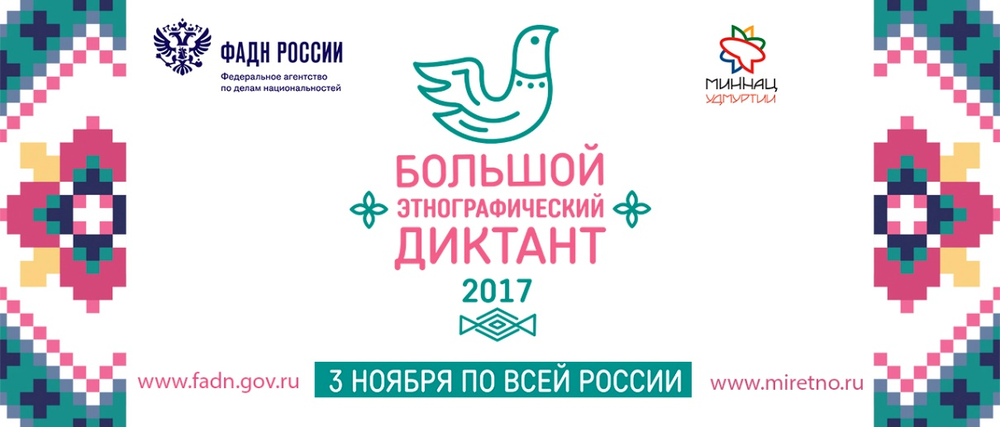 ФАДН РОССИИ
Федеральное агентство
по делам национальностей
МИННАЦ
УДМУРТИИ
БОЛЬШОЙ
ЭТНОГРАФИЧЕСКИЙ
ДИКТАНТ
2017
www.fadn.gov.ru
3 НОЯБРЯ ПО ВСЕЙ РОССИИ
www.miretno.ru